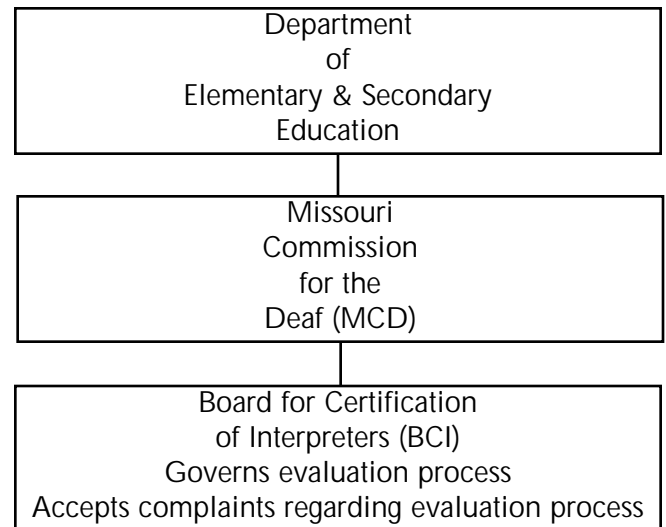 Department
of
Elementary & Secondary
Education
Missouri
Commission
for the
Deaf (MCD)
Board for Certification
of Interpreters (BCI)
Governs evaluation process
Accepts complaints regarding evaluation process